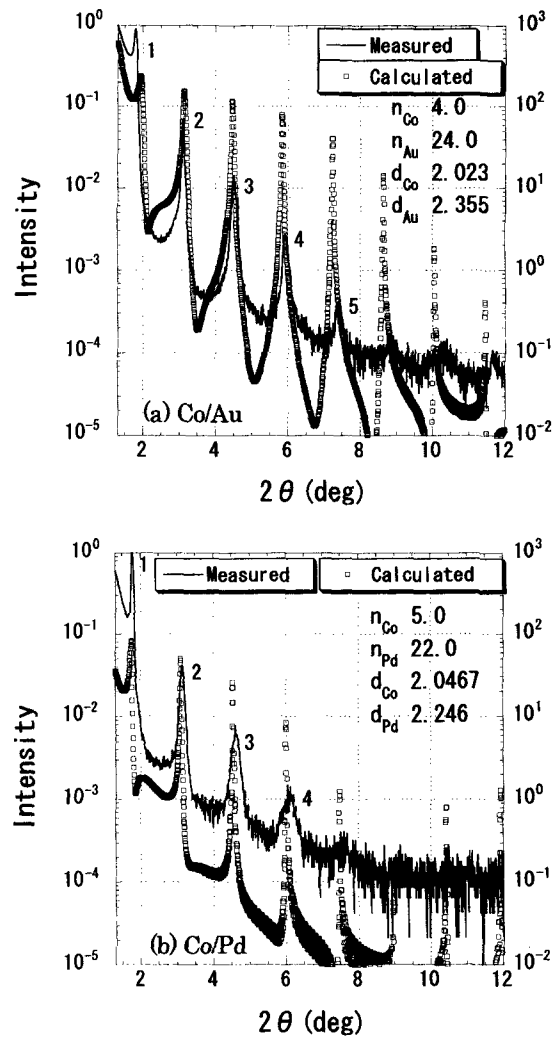 Measured
Calculated
n_Co 4.0
n_Au 24.0
d_Co 2.023
d_Au 2.355
1
2
3
4
5
10^0
10^-1
10^-2
10^-3
10^-4
10^-5
10^3
10^2
10^1
10^0
10^-1
10^-2
Intensity
(a) Co/Au
2 4 6 8 10 12
2θ (deg)
Measured
Calculated
n_Co 5.0
n_Pd 22.0
d_Co 2.0467
d_Pd 2.246
1
2
3
4
10^0
10^-1
10^-2
10^-3
10^-4
10^-5
10^3
10^2
10^1
10^0
10^-1
10^-2
Intensity
(b) Co/Pd
2 4 6 8 10 12
2θ (deg)